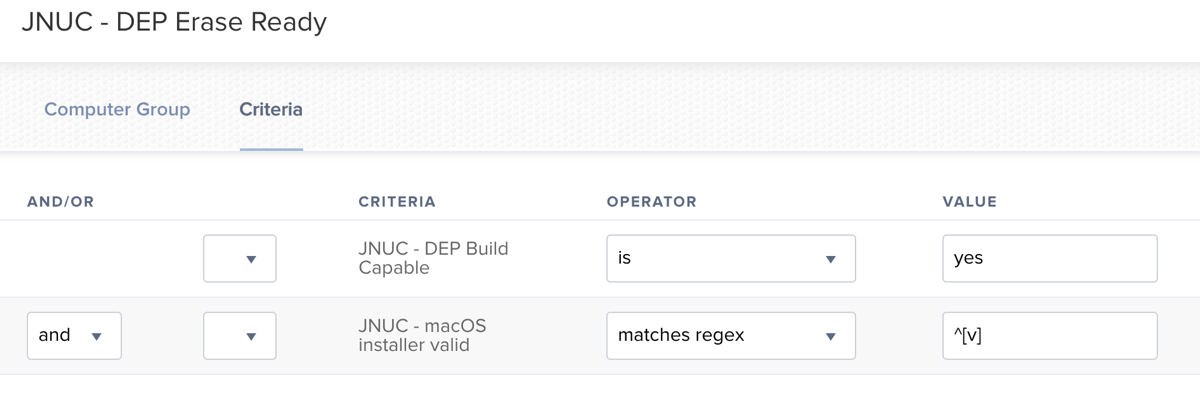 JNUC - DEP Erase Ready
Computer Group Criteria
AND/OR CRITERIA OPERATOR VALUE
JNUC - DEP Build
Capable
is
yes
and
JNUC - macOS
installer valid
matches regex
^[v]